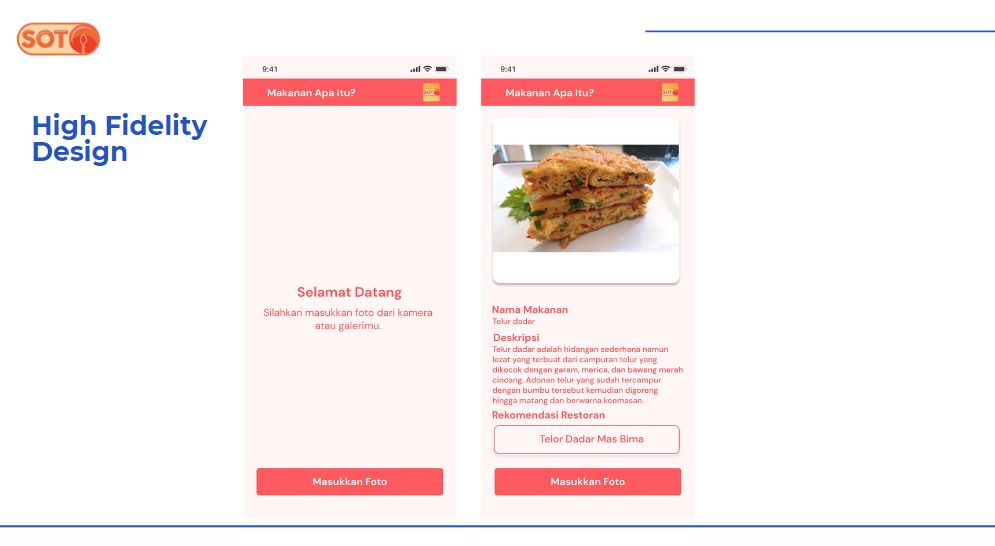 SOTO
High Fidelity
Design
9:41
Makanan Apa itu?
SOTO
Selamat Datang
Silahkan masukkan foto dari kamera
atau galerimu.
Masukkan Foto
9:41
Makanan Apa Itu?
SOTO
Nama Makanan
Telur dadar
Deskripsi
Telur dadar adalah hidangan sederhana namun
lezat yang terbuat dari campuran telur yang
dikocok dengan garam, merica, dan bawang merah
cincang. Adonan telur yang sudah tercampur
dengan bumbu tersebut kemudian digoreng
hingga matang dan berwarna keemasan.
Rekomendasi Restoran
Telor Dadar Mas Bima
Masukkan Foto